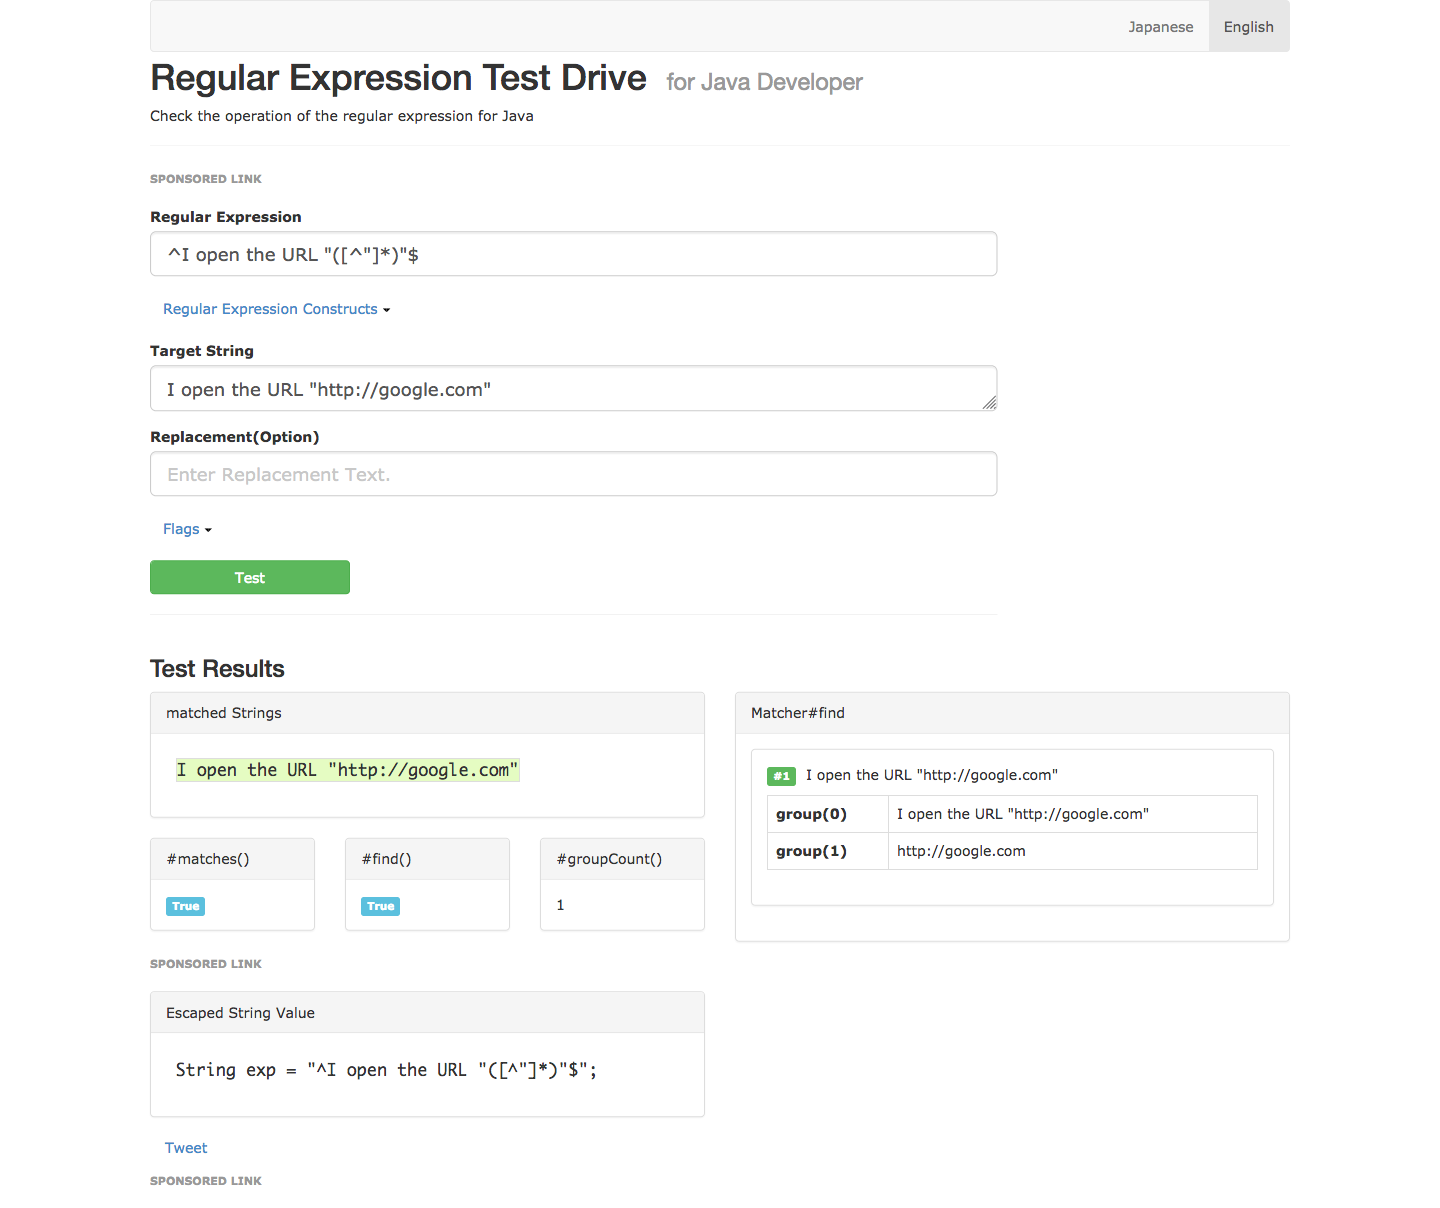 Japanese English
Regular Expression Test Drive for Java Developer
Check the operation of the regular expression for Java
SPONSORED LINK
Regular Expression
^I open the URL "([^"]*)"$
Regular Expression Constructs
Target String
I open the URL "http://google.com"
Replacement(Option)
Enter Replacement Text.
Flags
Test
Test Results
matched Strings
I open the URL "http://google.com"
#matches()
True
#find()
True
#groupCount()
1
Matcher#find
#1 I open the URL "http://google.com"
group(0) I open the URL "http://google.com"
group(1) http://google.com
SPONSORED LINK
Escaped String Value
String exp = "^I open the URL "([^"]*)"$";
Tweet
SPONSORED LINK